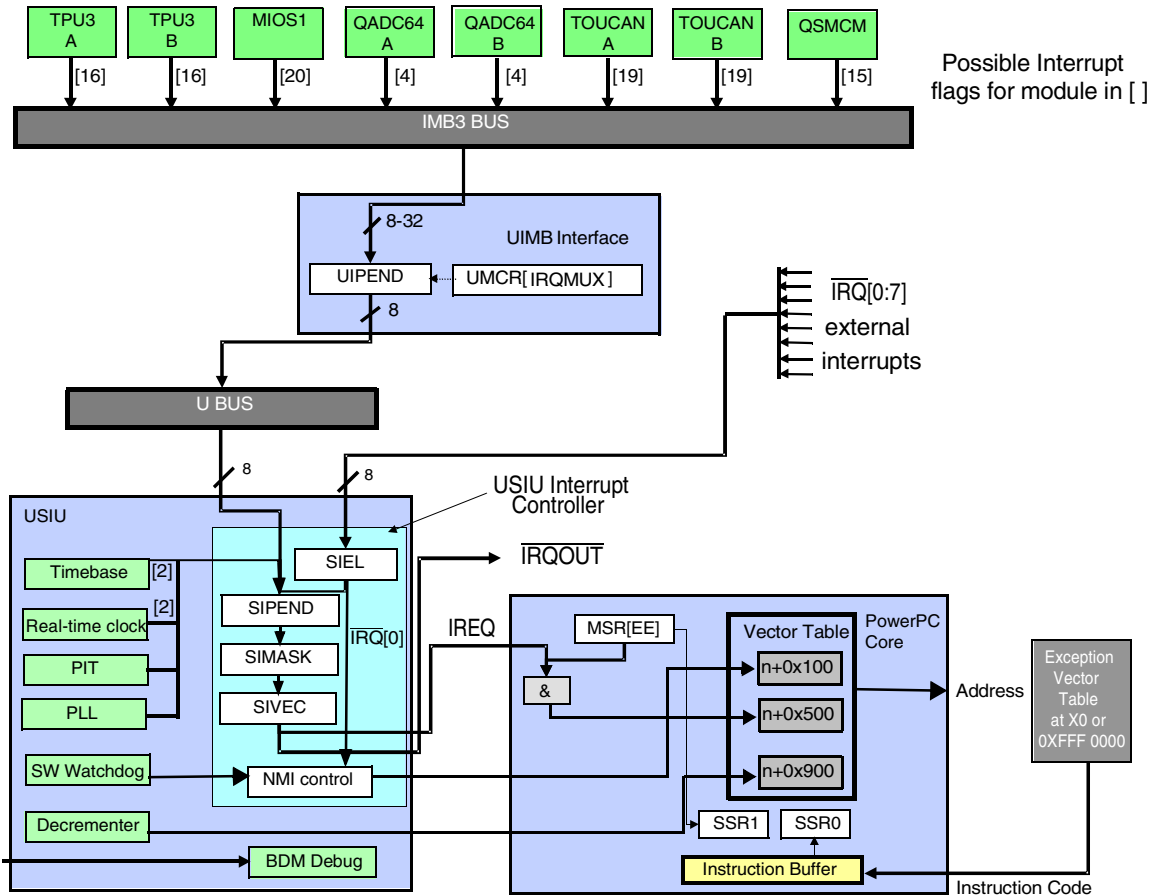 TPU3
A
TPU3
B
MIOS1
QADC64
A
QADC64
B
TOUCAN
A
TOUCAN
B
QSMCM
[16]
[16]
[20]
[4]
[4]
[19]
[19]
[15]
Possible Interrupt
flags for module in [ ]
IMB3 BUS
8-32
UIMB Interface
UIPEND
UMCR[IRQMUX]
8
IRQ[0:7]
external
interrupts
U BUS
8
8
USIU Interrupt
Controller
USIU
IRQOUT
SIEL
Timebase
[2]
[2]
Real-time clock
PIT
PLL
SIPEND
IRQ[0]
SIMASK
SIVEC
IREQ
MSR[EE]
&
Vector Table
PowerPC
Core
n+0x100
n+0x500
n+0x900
Address
Exception
Vector
Table
at X0 or
0XFFF 0000
SW Watchdog
NMI control
Decrementer
SSR1
SSR0
BDM Debug
Instruction Buffer
Instruction Code